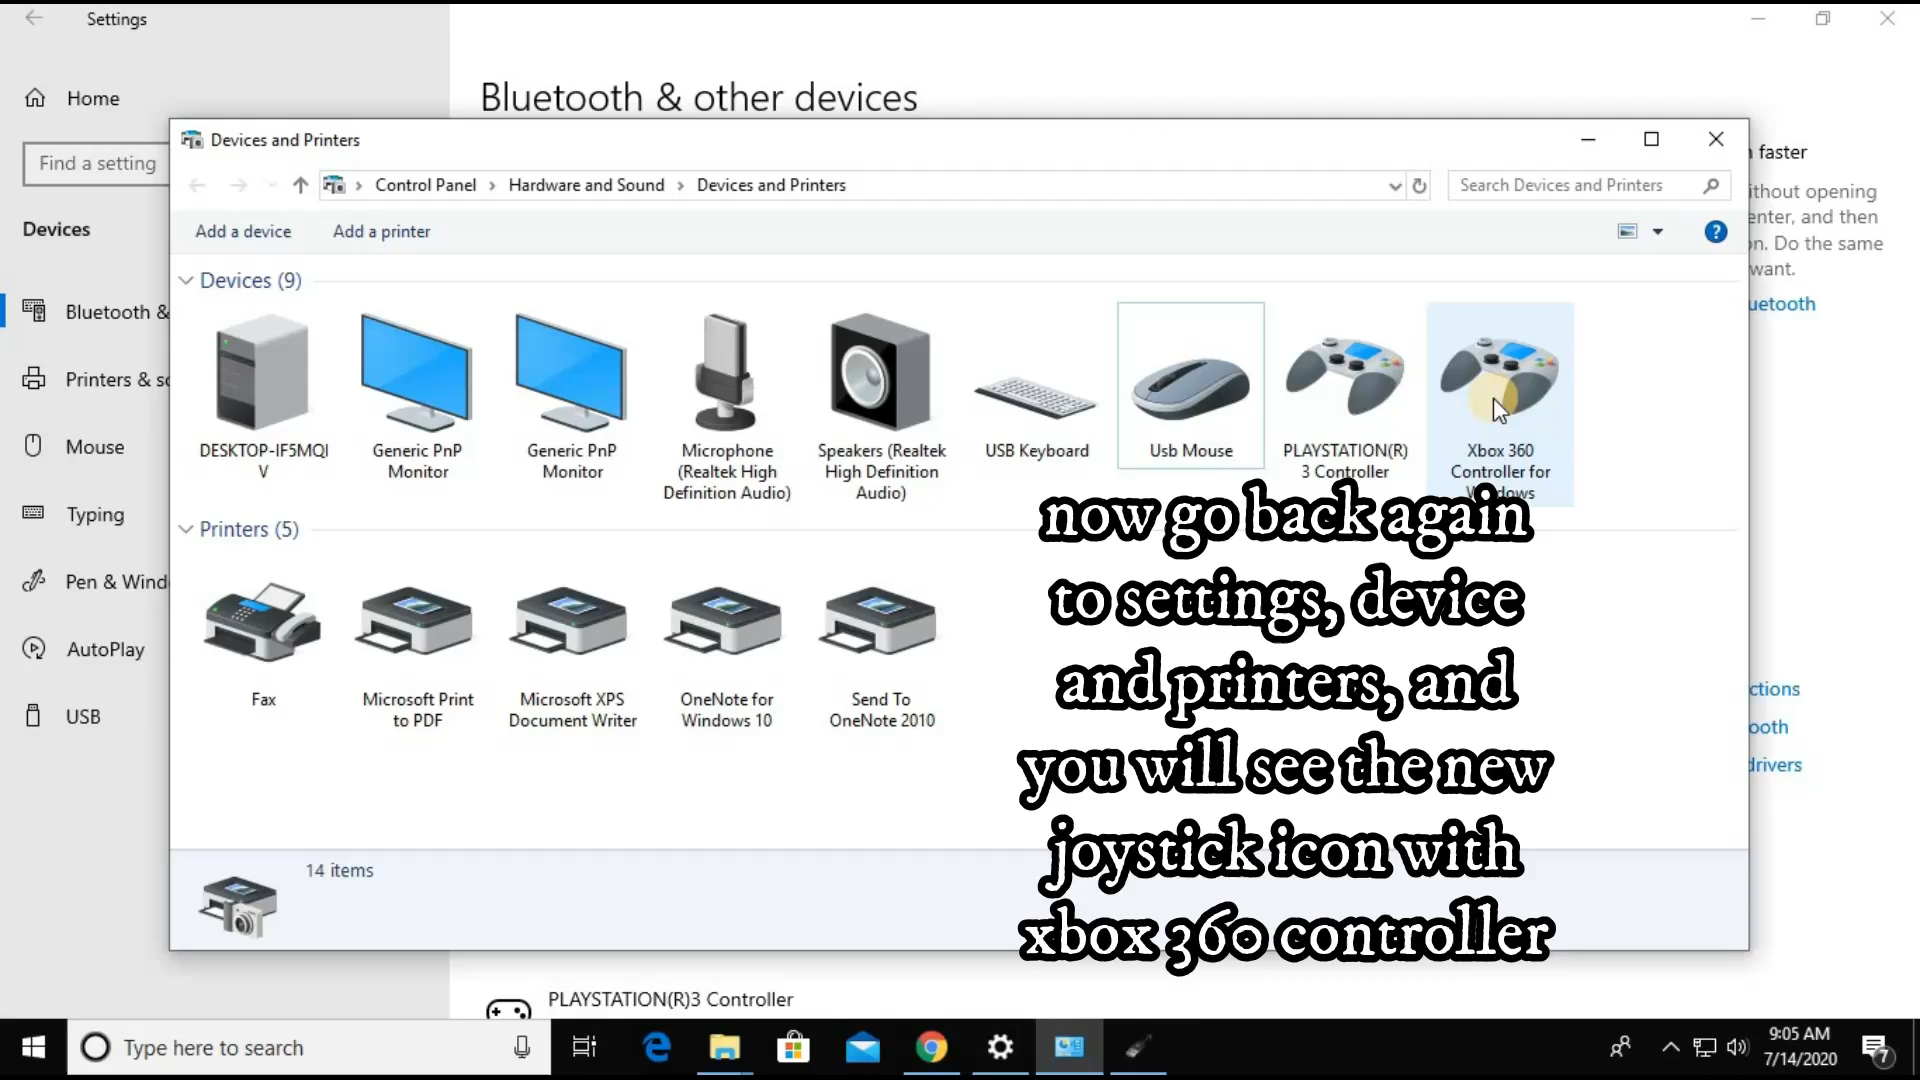 Settings
Home
Find a setting
Devices
Bluetooth &
Printers & sc
Mouse
Typing
Pen & Wind
AutoPlay
USB
Bluetooth & other devices
Devices and Printers
Control Panel > Hardware and Sound > Devices and Printers
Search Devices and Printers
Add a device
Add a printer
?
Devices (9)
DESKTOP-IF5MQI
V
Generic PnP
Monitor
Generic PnP
Monitor
Microphone
(Realtek High
Definition Audio)
Speakers (Realtek
High Definition
Audio)
USB Keyboard
Usb Mouse
PLAYSTATION(R)
3 Controller
Xbox 360
Controller for
Windows
Printers (5)
Fax
Microsoft Print
to PDF
Microsoft XPS
Document Writer
OneNote for
Windows 10
Send To
OneNote 2010
14 items
now go back again
to settings, device
and printers, and
you will see the new
joystick icon with
xbox 360 controller
faster
ithout opening
enter, and then
on. Do the same
want.
uetooth
ctions
ooth
drivers
PLAYSTATION(R)3 Controller
Type here to search
9:05 AM
7/14/2020
7